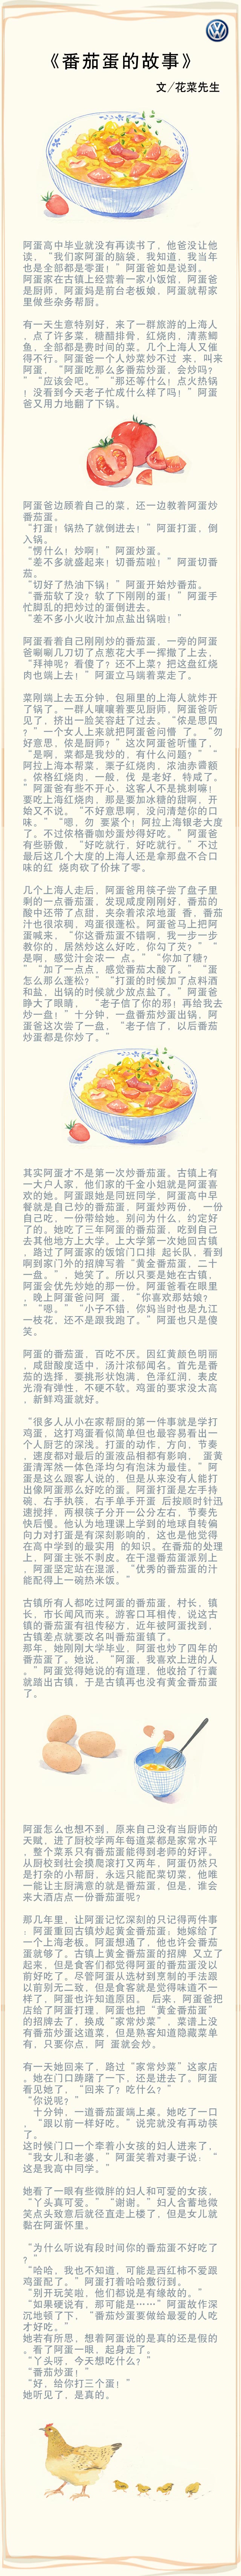 《番茄蛋的故事》
文/花菜先生
阿蛋高中毕业就没有再读书了，他爸没让他
读，“我们家阿蛋的脑袋，我知道，我当年
也是全部都是零蛋！”阿蛋爸如是说到。
阿蛋家在古镇上经营着一家小饭馆，阿蛋爸
是厨师，阿蛋妈是前台老板娘，阿蛋就帮家
里做些杂务帮厨。
有一天生意特别好，来了一群旅游的上海人
，点了许多菜，糖醋排骨，红烧肉，清蒸鲫
鱼，全部都是费时间的菜。几个上海人又催
得不行。阿蛋爸一个人炒菜炒不过 来，叫来
阿蛋，“阿蛋吃那么多番茄炒蛋，会炒吗？
”“应该会吧。”“那还等什么！点火热锅
！没看到今天老子忙成什么样了吗！”阿蛋
爸又用力地翻了下锅。
阿蛋爸边顾着自己的菜，还一边教着阿蛋炒
番茄蛋。
“打蛋！锅热了就倒进去！”阿蛋打蛋，倒
入锅。
“愣什么！炒啊！”阿蛋炒蛋。
“差不多就盛起来！切番茄啦！”阿蛋切番
茄。
“切好了热油下锅！”阿蛋开始炒番茄。
“番茄软了没？软了下刚刚的蛋！”阿蛋手
忙脚乱的把炒过的蛋倒进去。
“差不多小火收汁加点盐出锅啦！”
阿蛋看着自己刚刚炒的番茄蛋，一旁的阿蛋
爸唰唰几刀切了点葱花大手一挥撒了上去，
“拜神呢？看傻了？还不上菜？把这盘红烧
肉也端上去！”阿蛋立马端着菜走了。
菜刚端上去五分钟，包厢里的上海人就炸开
了锅了。一群人嚷嚷着要见厨师，阿蛋爸听
见了，挤出一脸笑容赶了过去。“侬是思四
？”一个女人上来就把阿蛋爸问懵 了。“勿
好意思，侬是厨师？”这次阿蛋爸听懂了，
“是啊，菜都是我炒的，有什么问题？”“
阿拉上海本帮菜，栗子红烧肉，浓油赤酱额
。侬格红烧肉，一般，伐 是老好，特咸了。
”阿蛋爸有些不开心，这客人不是挑刺嘛！
要吃上海红烧肉，那是要加冰糖的甜啊，开
始又不说。“不好意思啊，没问清楚你的口
味。”“嗯，勿 要紧个！阿拉上海银老大度
了。不过侬格番咖炒蛋炒得好吃。”阿蛋爸
有些骄傲，“好吃就行，好吃就行。”不过
最后这几个大度的上海人还是拿那盘不合口
味的红 烧肉砍了价抹了零。
几个上海人走后，阿蛋爸用筷子尝了盘子里
剩的一点番茄蛋，发现咸度刚刚好，番茄的
酸中还带了点甜，夹杂着浓浓地蛋 香，番茄
汁也很浓稠，鸡蛋很蓬松。阿蛋爸马上把阿
蛋喊来，“你这番茄蛋不错啊，我一步一步
教你的，居然炒这么好吃，你勾了芡？”“
是啊，感觉汁会浓一 点。”“你加了糖？
”“加了一点点，感觉番茄太酸了。”“蛋
怎么那么蓬松？”“打蛋的时候加了点料酒
和盐，出锅的时候就少放点盐了。”阿蛋爸
睁大了眼睛，“老子信了你的邪！再给我去
炒一盘！”十分钟，一盘番茄炒蛋出锅，阿
蛋爸这次尝了一盘，“老子信了，以后番茄
炒蛋都是你炒了。”
其实阿蛋才不是第一次炒番茄蛋。古镇上有
一大户人家，他们家的千金小姐就是阿蛋喜
欢的她。阿蛋跟她是同班同学，阿蛋高中早
餐就是自己炒的番茄蛋，阿蛋炒两份， 一份
自己吃，一份带给她。别问为什么，约定好
了的。她吃了三年阿蛋的番茄蛋，吃到自己
去其他地方上大学。上大学第一次她回古镇
，路过了阿蛋家的饭馆门口排 起长队，看到
啊到家门外的招牌写着“黄金番茄蛋，二十
一盘。”，她笑了。所以只要是她在古镇，
阿蛋会优先炒她的那一份。阿蛋爸看在眼里
，晚上阿蛋爸问阿 蛋，“你喜欢那姑娘？
”“嗯。”“小子不错，你妈当时也是九江
一枝花，还不是跟我跑了。”阿蛋也只是傻
笑。
阿蛋的番茄蛋，百吃不厌。因红黄颜色明丽
，咸甜酸度适中，汤汁浓郁闻名。首先是番
茄的选择，要挑形状饱满，色泽红润，表皮
光滑有弹性，不硬不软。鸡蛋的要求没太高
，新鲜鸡蛋就好。
“很多人从小在家帮厨的第一件事就是学打
鸡蛋，这打鸡蛋看似简单但也最容易看出一
个人厨艺的深浅。打蛋的动作、方向，节奏
，速度都对最后的蛋液品相都有影响， 蛋黄
蛋清浑然一体色泽均匀有泡沫为最佳。”阿
蛋是这么跟客人说的，但是从来没有人能打
出像阿蛋那么好吃的蛋。阿蛋打蛋是左手持
碗，右手执筷，右手单手开蛋 后按顺时针迅
速搅拌，两根筷子分开一公分左右，节奏先
快后慢。他认为地理课上学到的地球自转偏
向力对打蛋是有深刻影响的，这也是他觉得
在高中学到的最实用 的知识。在番茄的处理
上，阿蛋主张不剥皮。在干湿番茄蛋派别上
，阿蛋坚定站在湿派，“优秀的番茄蛋的汁
能配得上一碗热来饭。”
古镇所有人都吃过阿蛋的番茄蛋，村长，镇
长，市长闻风而来。游客口耳相传，说这古
镇的番茄蛋有祖传秘方，近年被阿蛋找到，
古镇差点就要改名叫番茄蛋镇了。
那年，她刚刚大学毕业，阿蛋也炒了四年的
番茄蛋了。她说，“阿蛋，我喜欢上进的人
。”阿蛋觉得她说的有道理，他收拾了行囊
就踏出古镇，于是古镇再也没有黄金番茄蛋
了。
阿蛋怎么也想不到，原来自己没有当厨师的
天赋，进了厨校学两年每道菜都是家常水平
，整个菜系只有番茄蛋能得到老师的好评。
从厨校到社会摸爬滚打又两年，阿蛋仍然只
是打杂的小帮厨，永远只能配菜切菜，他唯
一能让主厨满意的就是番茄蛋，但是，谁会
来大酒店点一份番茄蛋呢？
那几年里，让阿蛋记忆深刻的只记得两件事
：阿蛋重回古镇炒起黄金番茄蛋；她嫁给了
一个上海老板。阿蛋想通了，他也许会番茄
蛋就够了。古镇上黄金番茄蛋的招牌 又立了
起来，但是食客们都觉得阿蛋的番茄蛋没以
前好吃了。尽管阿蛋从选材到烹制的手法跟
以前别无二致，但是食客就是觉得味道不一
样了，阿蛋也许知道原因。 后来，阿蛋爸把
店给了阿蛋打理，阿蛋也把“黄金番茄蛋”
的招牌去了，换成“家常炒菜”，菜谱上没
有番茄炒蛋这道菜，但是熟客知道隐藏菜单
有，只要你点，阿 蛋就会炒。
有一天她回来了，路过“家常炒菜”这家店
。她在门口踌躇了一下，还是进去了。阿蛋
看见她了，“回来了？吃什么？”
“你说呢？”
 十分钟，一道番茄蛋端上桌。她吃了一口
，“跟以前一样好吃。”说完就没有再动筷
了。
这时候门口一个牵着小女孩的妇人进来了，
“我女儿和老婆，”阿蛋笑着对妻子说：“
这是我高中同学。”
她看了一眼有些微胖的妇人和可爱的女孩，
“丫头真可爱。”“谢谢。”妇人含蓄地微
笑点头致意后就径直走上楼了，但是女儿就
黏在阿蛋怀里。
“为什么听说有段时间你的番茄蛋不好吃了
？”
“哈哈，我也不知道，可能是西红柿不爱跟
鸡蛋配了。”阿蛋打着哈哈敷衍到。
“别开玩笑啦，他们都说是有缘故的。”
“如果硬说有，那可能是……”阿蛋故作深
沉地顿了下，“番茄炒蛋要做给最爱的人吃
才好吃。”
她若有所思，想着阿蛋说的是真的还是假的
，看了阿蛋一眼，起身走了。
“丫头呀，今天想吃什么？”
“番茄炒蛋！”
“好，给你打三个蛋！”
她听见了，是真的。